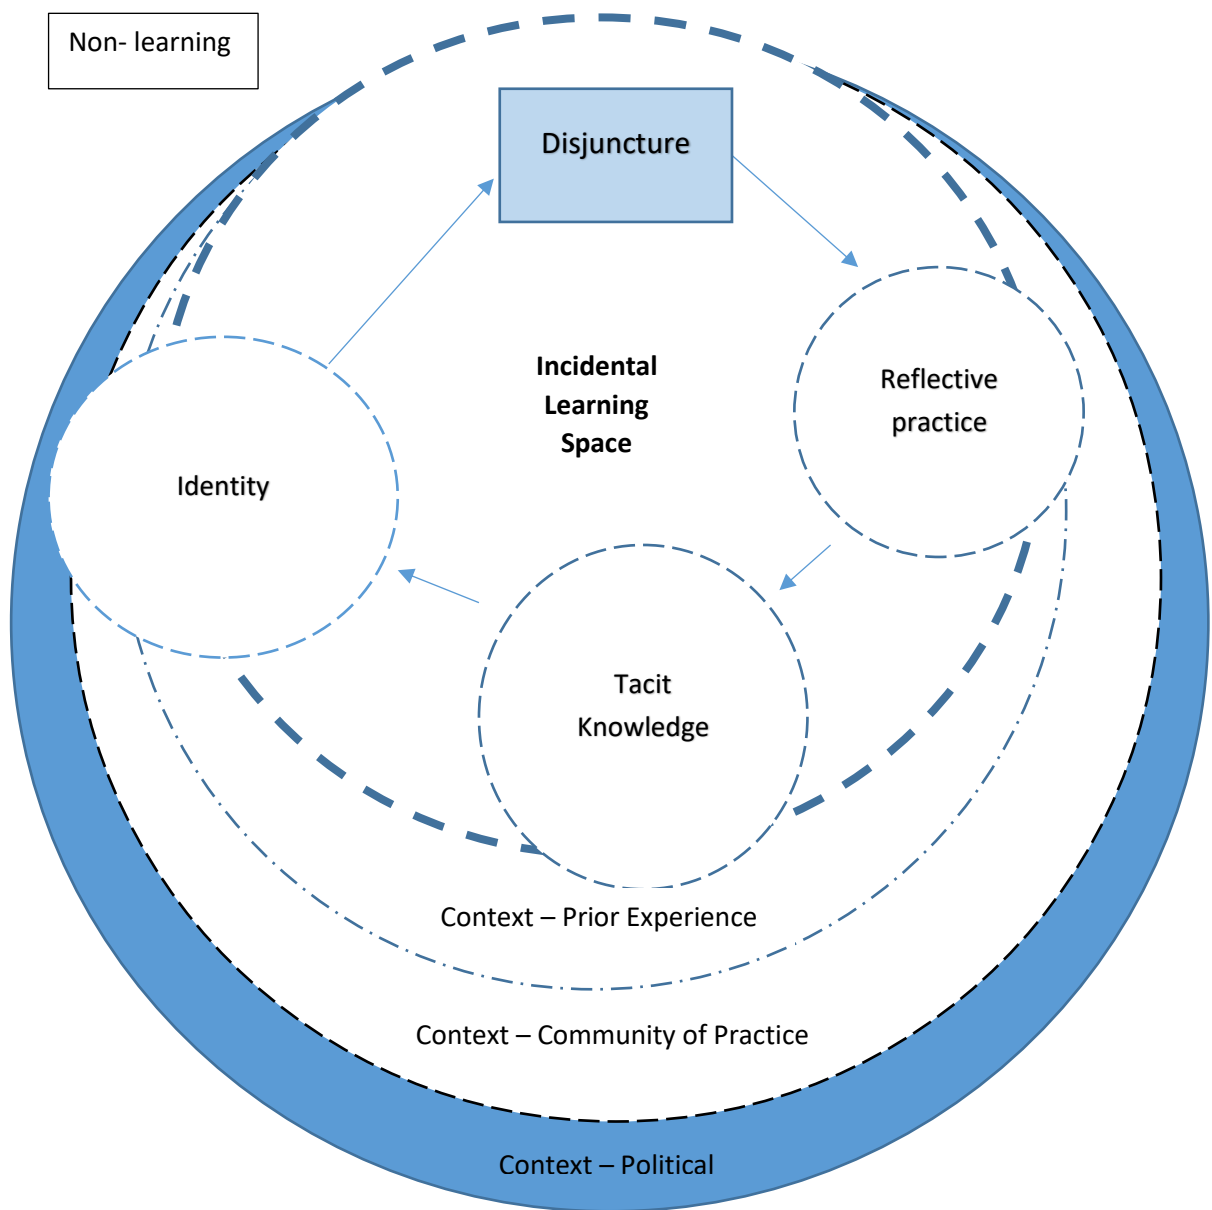 Non- learning
Disjuncture
Incidental
Learning
Space
Reflective
practice
Identity
Tacit
Knowledge
Context – Prior Experience
Context – Community of Practice
Context – Political